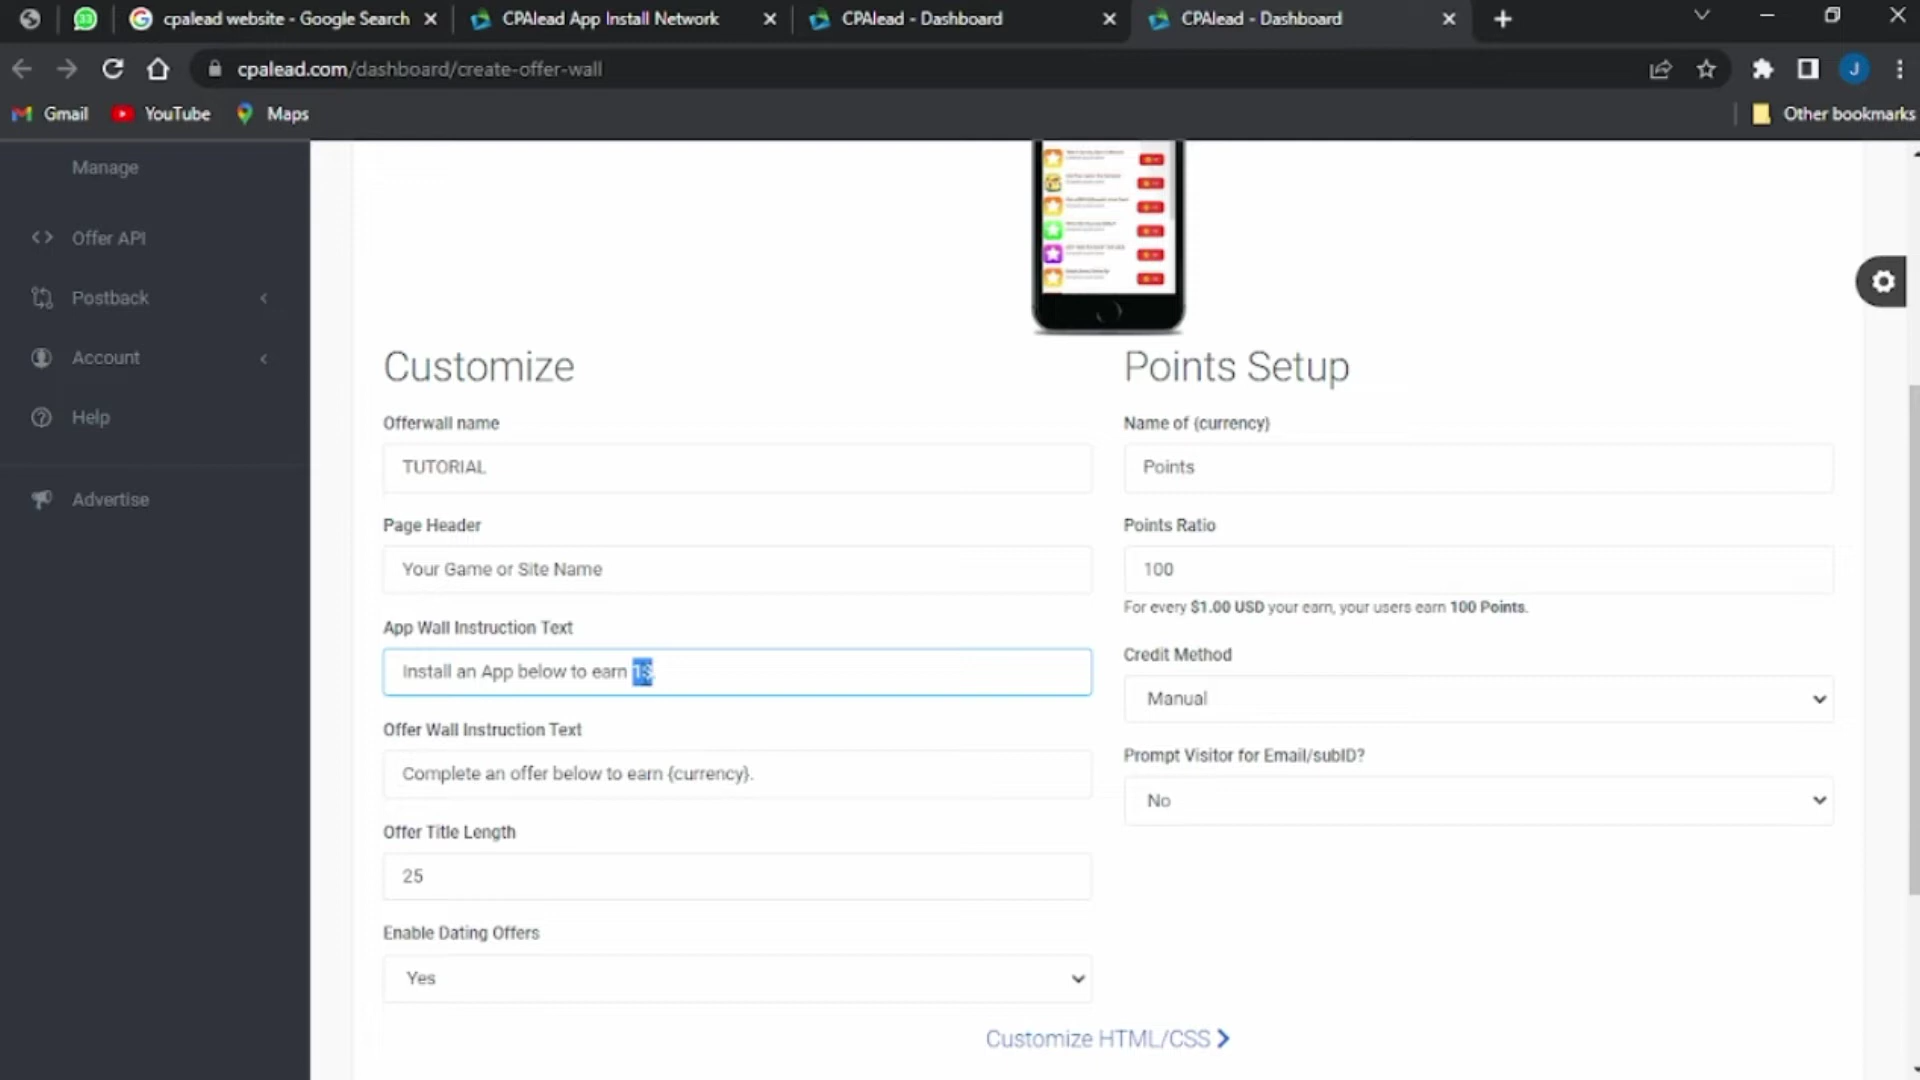 33
cpalead website - Google Search
CPAlead App Install Network
CPAlead - Dashboard
CPAlead - Dashboard
cpalead.com/dashboard/create-offer-wall
J
Gmail
YouTube
Maps
Other bookmarks
Manage
Offer API
Postback
Account
Help
Advertise
Customize
Offerwall name
TUTORIAL
Page Header
Your Game or Site Name
App Wall Instruction Text
Install an App below to earn 1$
Offer Wall Instruction Text
Complete an offer below to earn {currency}.
Offer Title Length
25
Enable Dating Offers
Yes
Points Setup
Name of {currency}
Points
Points Ratio
100
For every $1.00 USD your earn, your users earn 100 Points.
Credit Method
Manual
Prompt Visitor for Email/subID?
No
Customize HTML/CSS